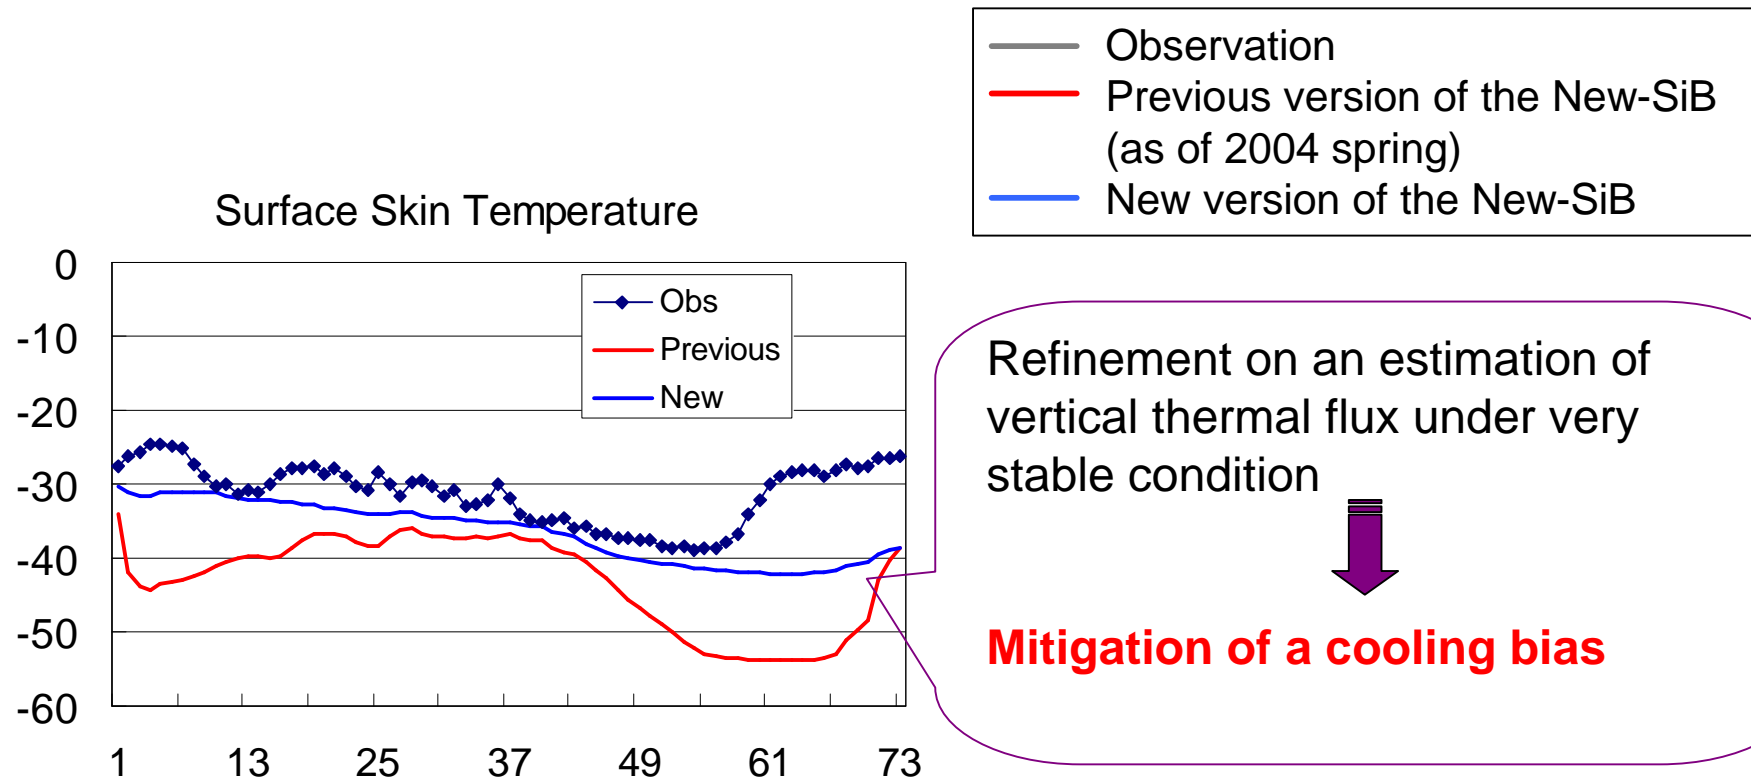 Observation
Previous version of the New-SiB
(as of 2004 spring)
New version of the New-SiB
Surface Skin Temperature
0
-10
-20
-30
-40
-50
-60
1 13 25 37 49 61 73
Obs
Previous
New
Refinement on an estimation of
vertical thermal flux under very
stable condition
Mitigation of a cooling bias